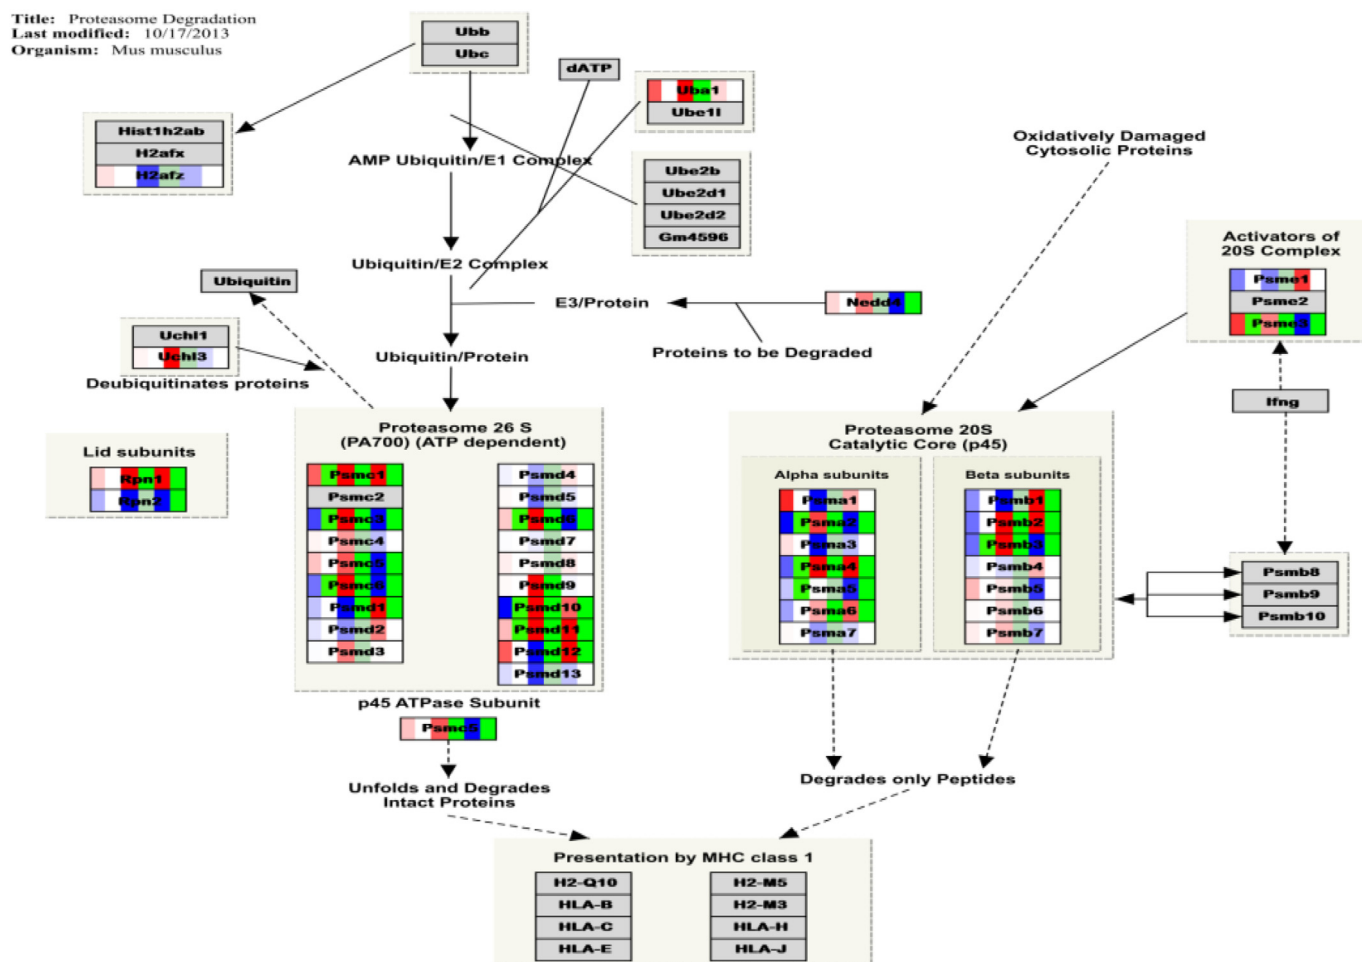 Title: Proteasome Degradation
Last modified: 10/17/2013
Organism: Mus musculus
Ubb
Ubc
dATP
Uba1
Ube1l
Hist1h2ab
H2afx
H2afz
AMP Ubiquitin/E1 Complex
Ube2b
Ube2d1
Ube2d2
Gm4596
Oxidatively Damaged
Cytosolic Proteins
Activators of
20S Complex
Psme1
Psme2
Psme3
Ubiquitin/E2 Complex
Ubiquitin
E3/Protein
Nedd4
Uchl1
Uchl3
Deubiquitinates proteins
Ubiquitin/Protein
Proteins to be Degraded
Ifng
Lid subunits
Rpn1
Rpn2
Proteasome 26 S
(PA700) (ATP dependent)
Psmc1
Psmc2
Psmc3
Psmc4
Psmc5
Psmc6
Psmd1
Psmd2
Psmd3
Psmd4
Psmd5
Psmd6
Psmd7
Psmd8
Psmd9
Psmd10
Psmd11
Psmd12
Psmd13
Proteasome 20S
Catalytic Core (p45)
Alpha subunits
Psma1
Psma2
Psma3
Psma4
Psma5
Psma6
Psma7
Beta subunits
Psmb1
Psmb2
Psmb3
Psmb4
Psmb5
Psmb6
Psmb7
Psmb8
Psmb9
Psmb10
p45 ATPase Subunit
Psmc5
Unfolds and Degrades
Intact Proteins
Degrades only Peptides
Presentation by MHC class 1
H2-Q10
HLA-B
HLA-C
HLA-E
H2-M5
H2-M3
HLA-H
HLA-J